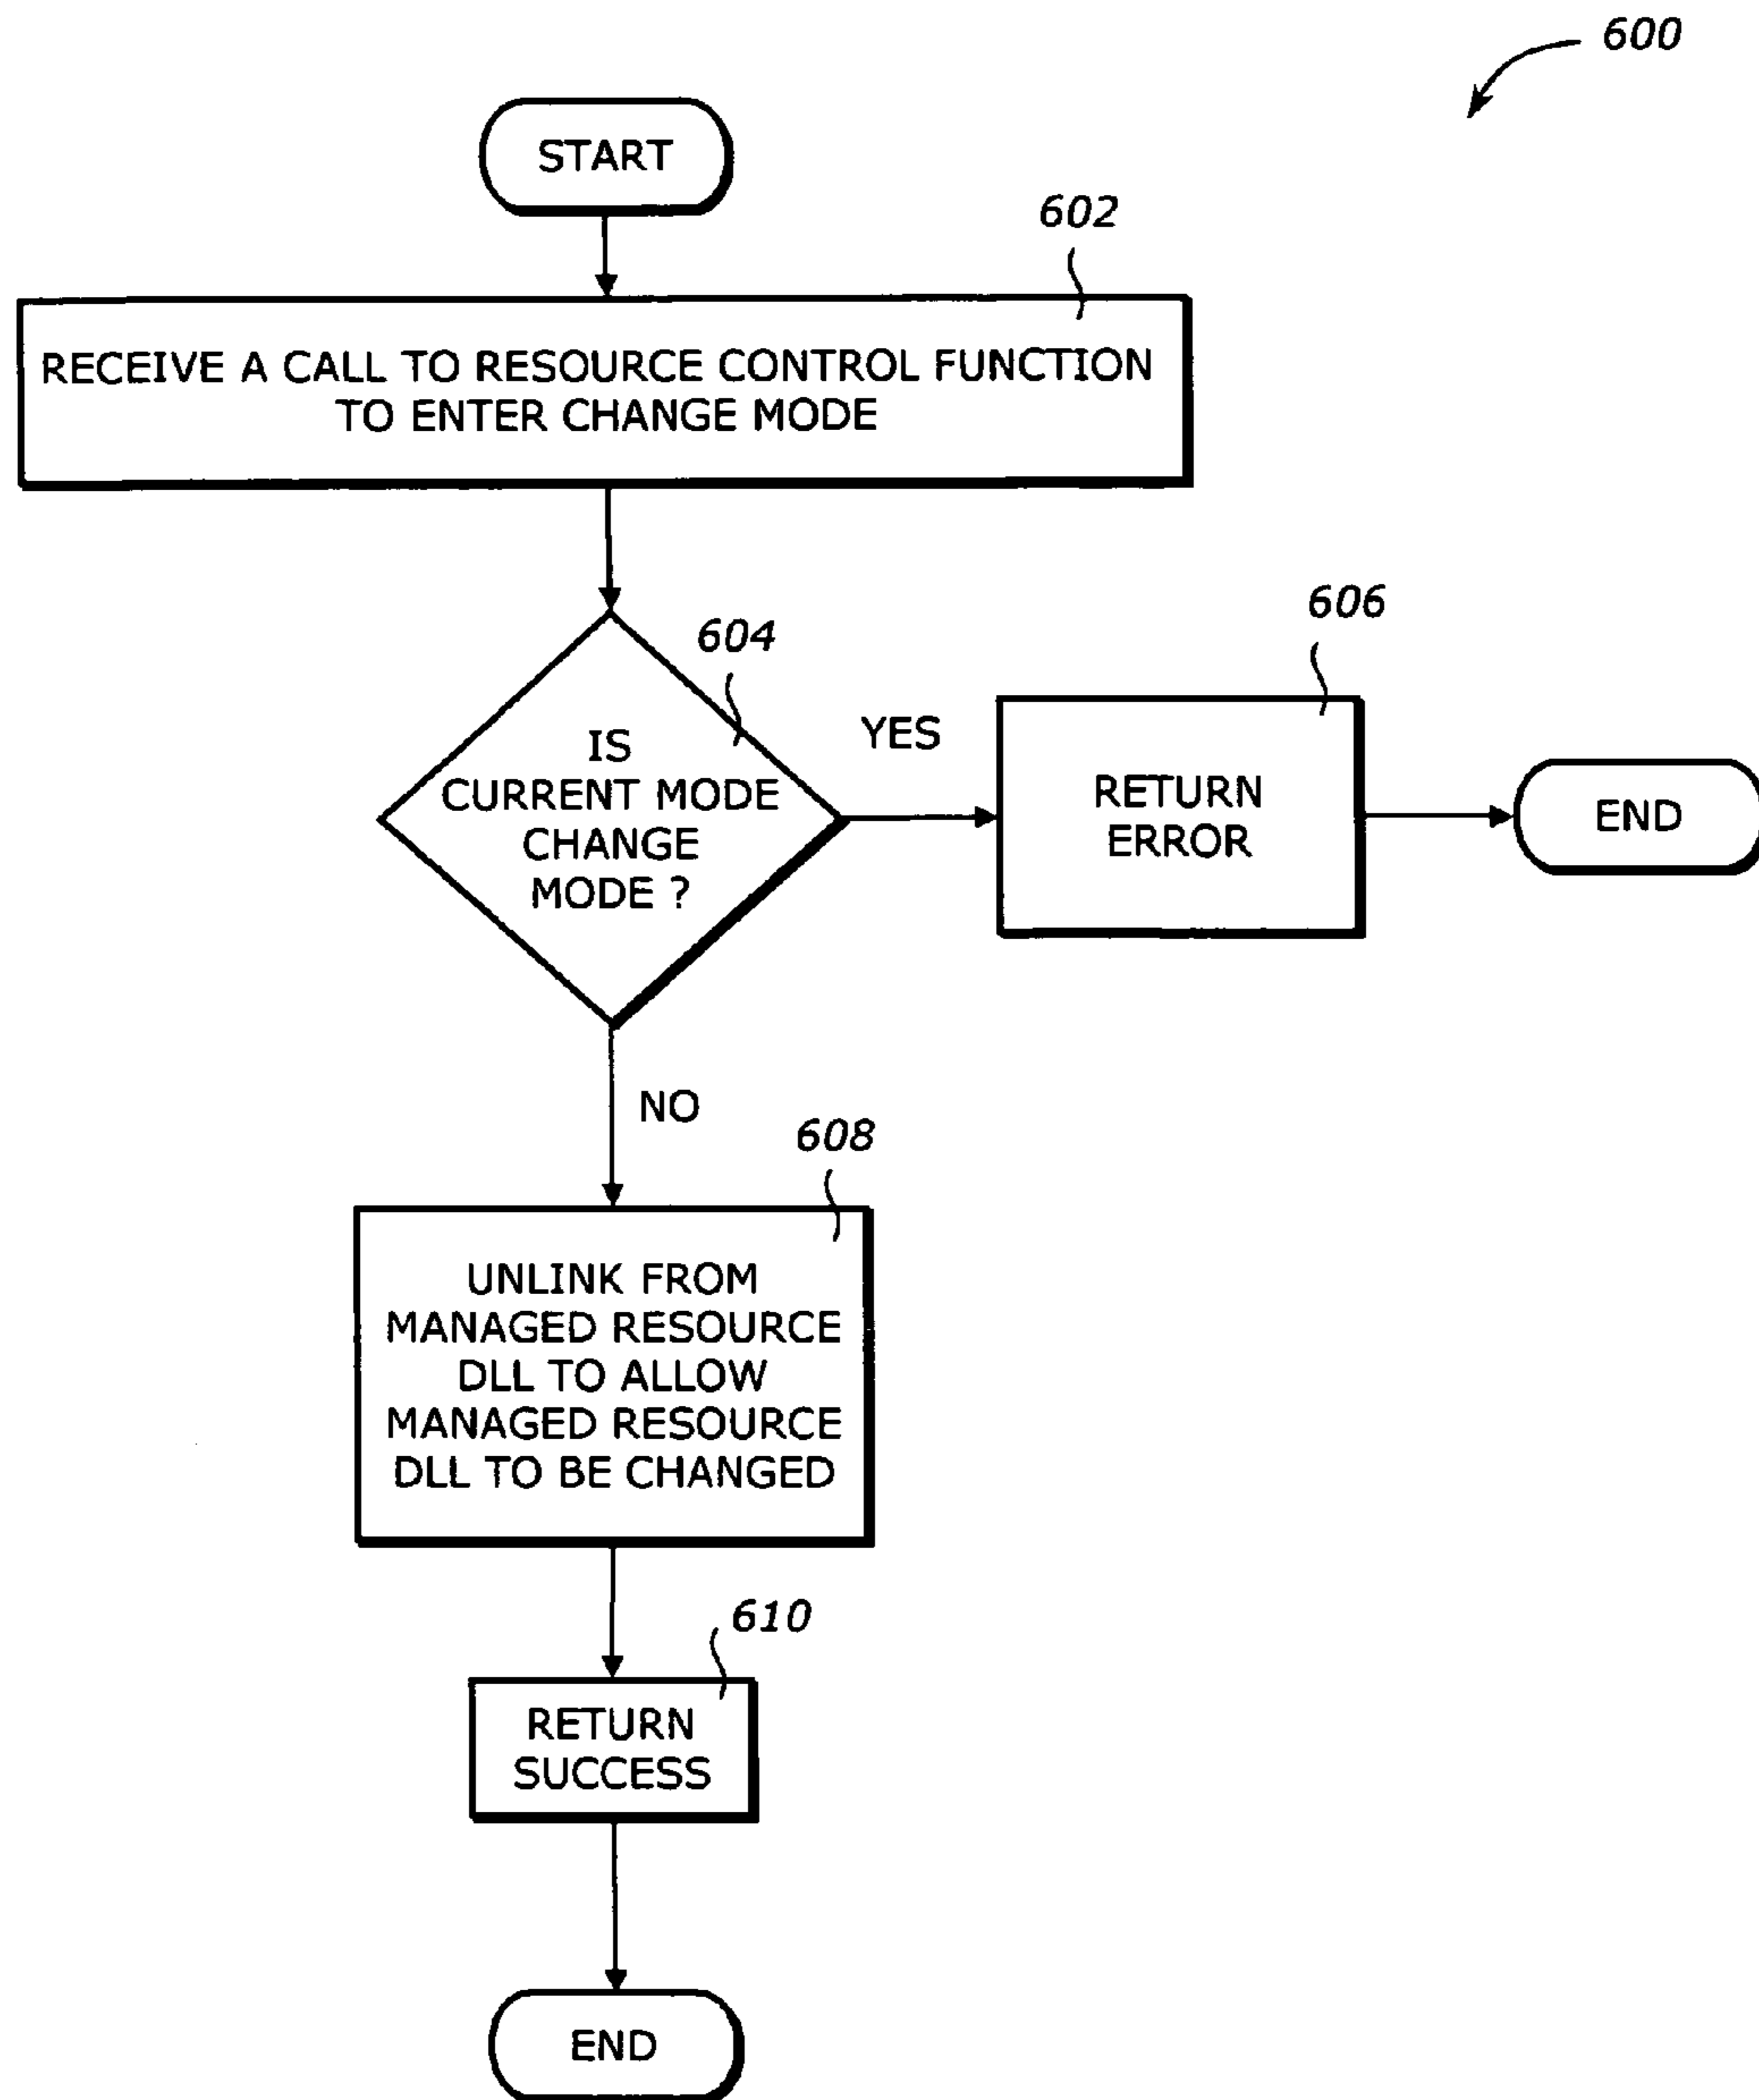 600
START
602
RECEIVE A CALL TO RESOURCE CONTROL FUNCTION
TO ENTER CHANGE MODE
604
IS
CURRENT MODE
CHANGE
MODE ?
YES
606
RETURN
ERROR
END
NO
608
UNLINK FROM
MANAGED RESOURCE
DLL TO ALLOW
MANAGED RESOURCE
DLL TO BE CHANGED
610
RETURN
SUCCESS
END